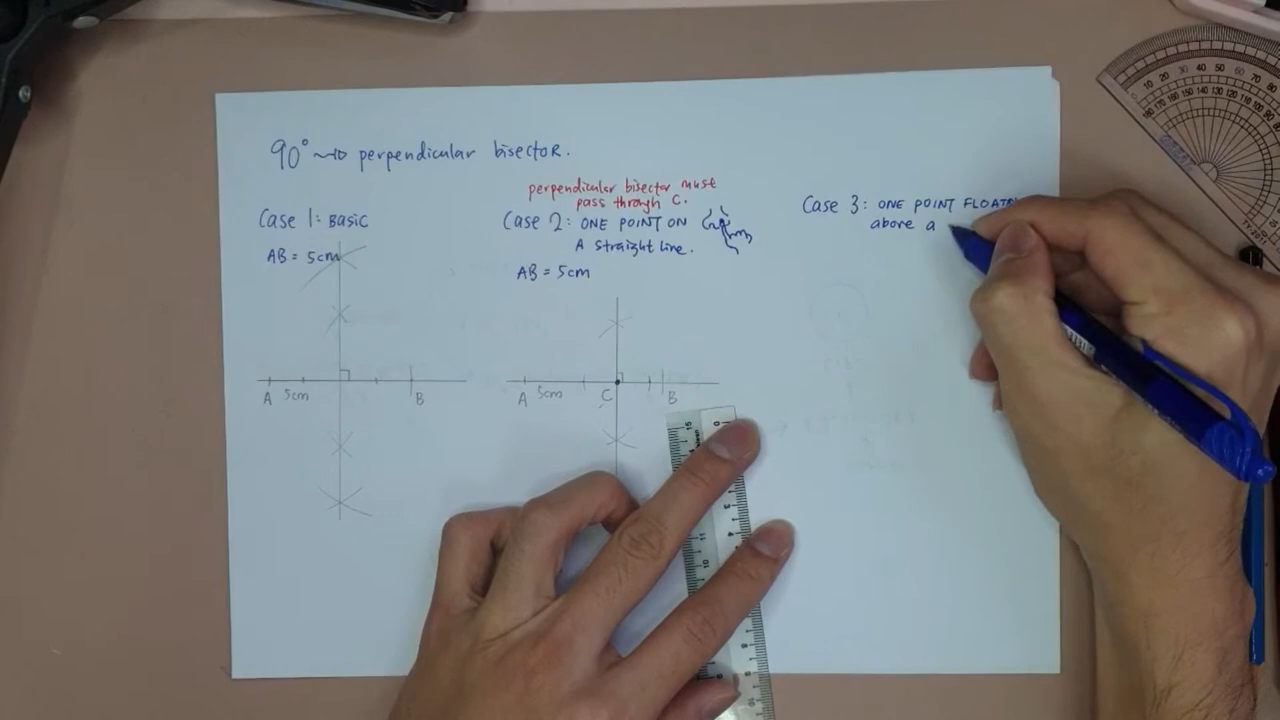 90° → perpendicular bisector.
Case 1: Basic
AB = 5cm
A 5cm B
perpendicular bisector must
pass through C.
Case 2: ONE POINT ON
A straight line.
AB = 5cm
A 5cm C B
Case 3: ONE POINT
above a